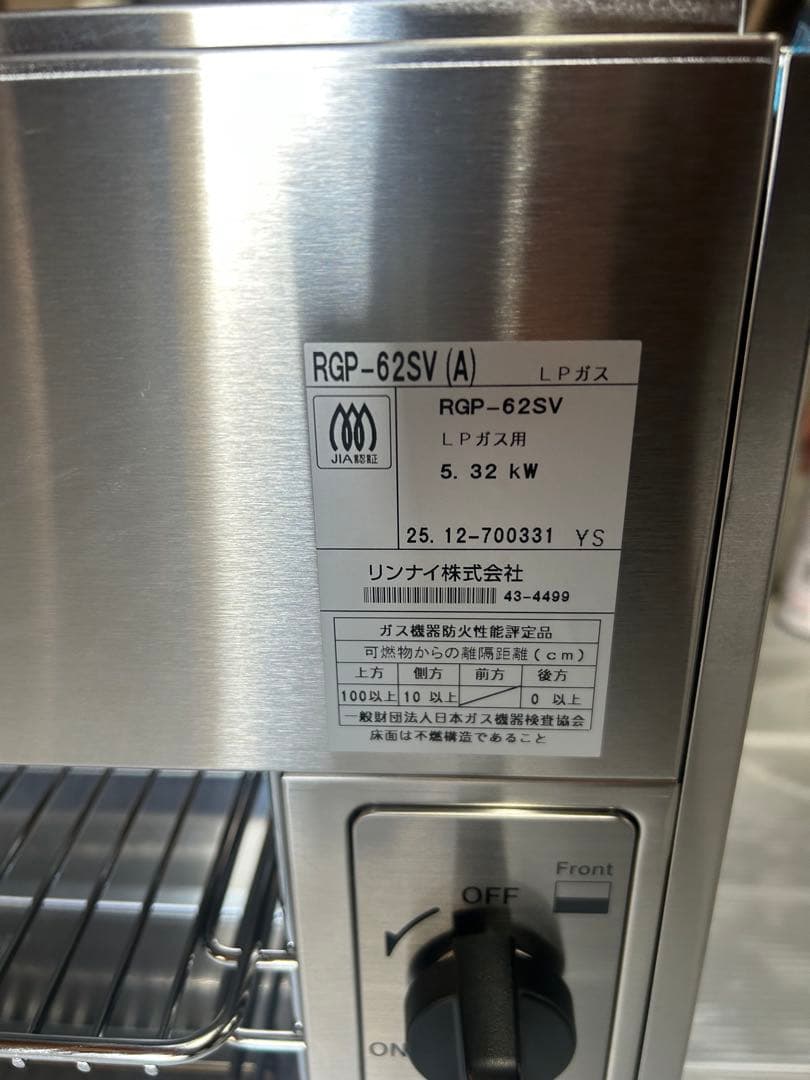 RGP-62SV(A) LPガス
RGP-62SV
LPガス用
5.32 kW
JIA認証
25.12-700331 YS
リンナイ株式会社
43-4499
ガス機器防火性能評定品
可燃物からの離隔距離(cm)
上方 側方 前方 後方
100以上 10 以上 0 以上
一般財団法人日本ガス機器検査協会
床面は不燃構造であること
Front
OFF
ON